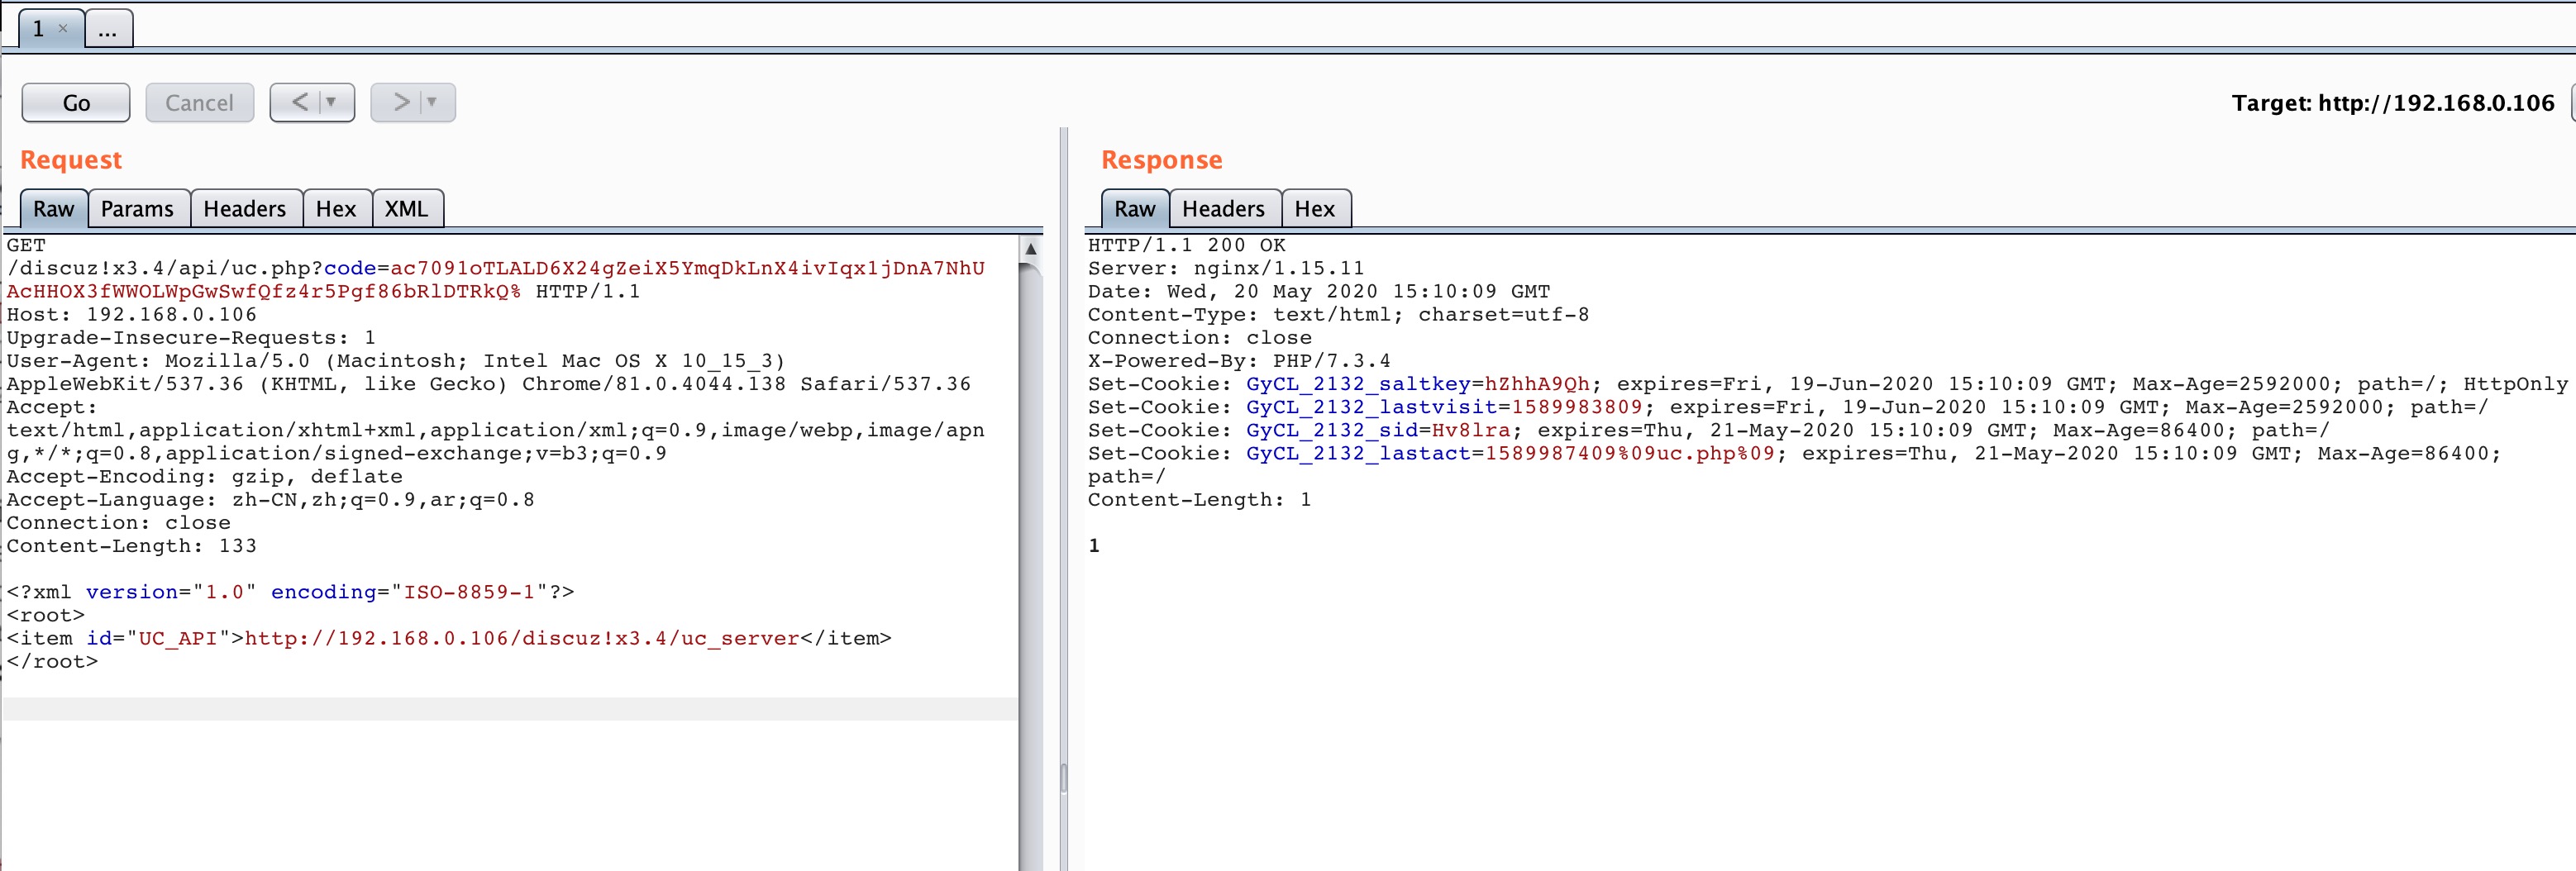 1 × ...
Go Cancel < ▼ > ▼ Target: http://192.168.0.106
Request
Raw Params Headers Hex XML
GET
/discuz!x3.4/api/uc.php?code=ac7091oTLALD6X24gZeiX5YmqDkLnX4ivIqx1jDnA7NhU
AcHHOX3fWWOLWpGwSwfQfz4r5Pgf86bRlDTRkQ% HTTP/1.1
Host: 192.168.0.106
Upgrade-Insecure-Requests: 1
User-Agent: Mozilla/5.0 (Macintosh; Intel Mac OS X 10_15_3)
AppleWebKit/537.36 (KHTML, like Gecko) Chrome/81.0.4044.138 Safari/537.36
Accept:
text/html,application/xhtml+xml,application/xml;q=0.9,image/webp,image/apn
g,*/*;q=0.8,application/signed-exchange;v=b3;q=0.9
Accept-Encoding: gzip, deflate
Accept-Language: zh-CN,zh;q=0.9,ar;q=0.8
Connection: close
Content-Length: 133

<?xml version="1.0" encoding="ISO-8859-1"?>
<root>
<item id="UC_API">http://192.168.0.106/discuz!x3.4/uc_server</item>
</root>
Response
Raw Headers Hex
HTTP/1.1 200 OK
Server: nginx/1.15.11
Date: Wed, 20 May 2020 15:10:09 GMT
Content-Type: text/html; charset=utf-8
Connection: close
X-Powered-By: PHP/7.3.4
Set-Cookie: GyCL_2132_saltkey=hZhhA9Qh; expires=Fri, 19-Jun-2020 15:10:09 GMT; Max-Age=2592000; path=/; HttpOnly
Set-Cookie: GyCL_2132_lastvisit=1589983809; expires=Fri, 19-Jun-2020 15:10:09 GMT; Max-Age=2592000; path=/
Set-Cookie: GyCL_2132_sid=Hv8lra; expires=Thu, 21-May-2020 15:10:09 GMT; Max-Age=86400; path=/
Set-Cookie: GyCL_2132_lastact=1589987409%09uc.php%09; expires=Thu, 21-May-2020 15:10:09 GMT; Max-Age=86400;
path=/
Content-Length: 1

1